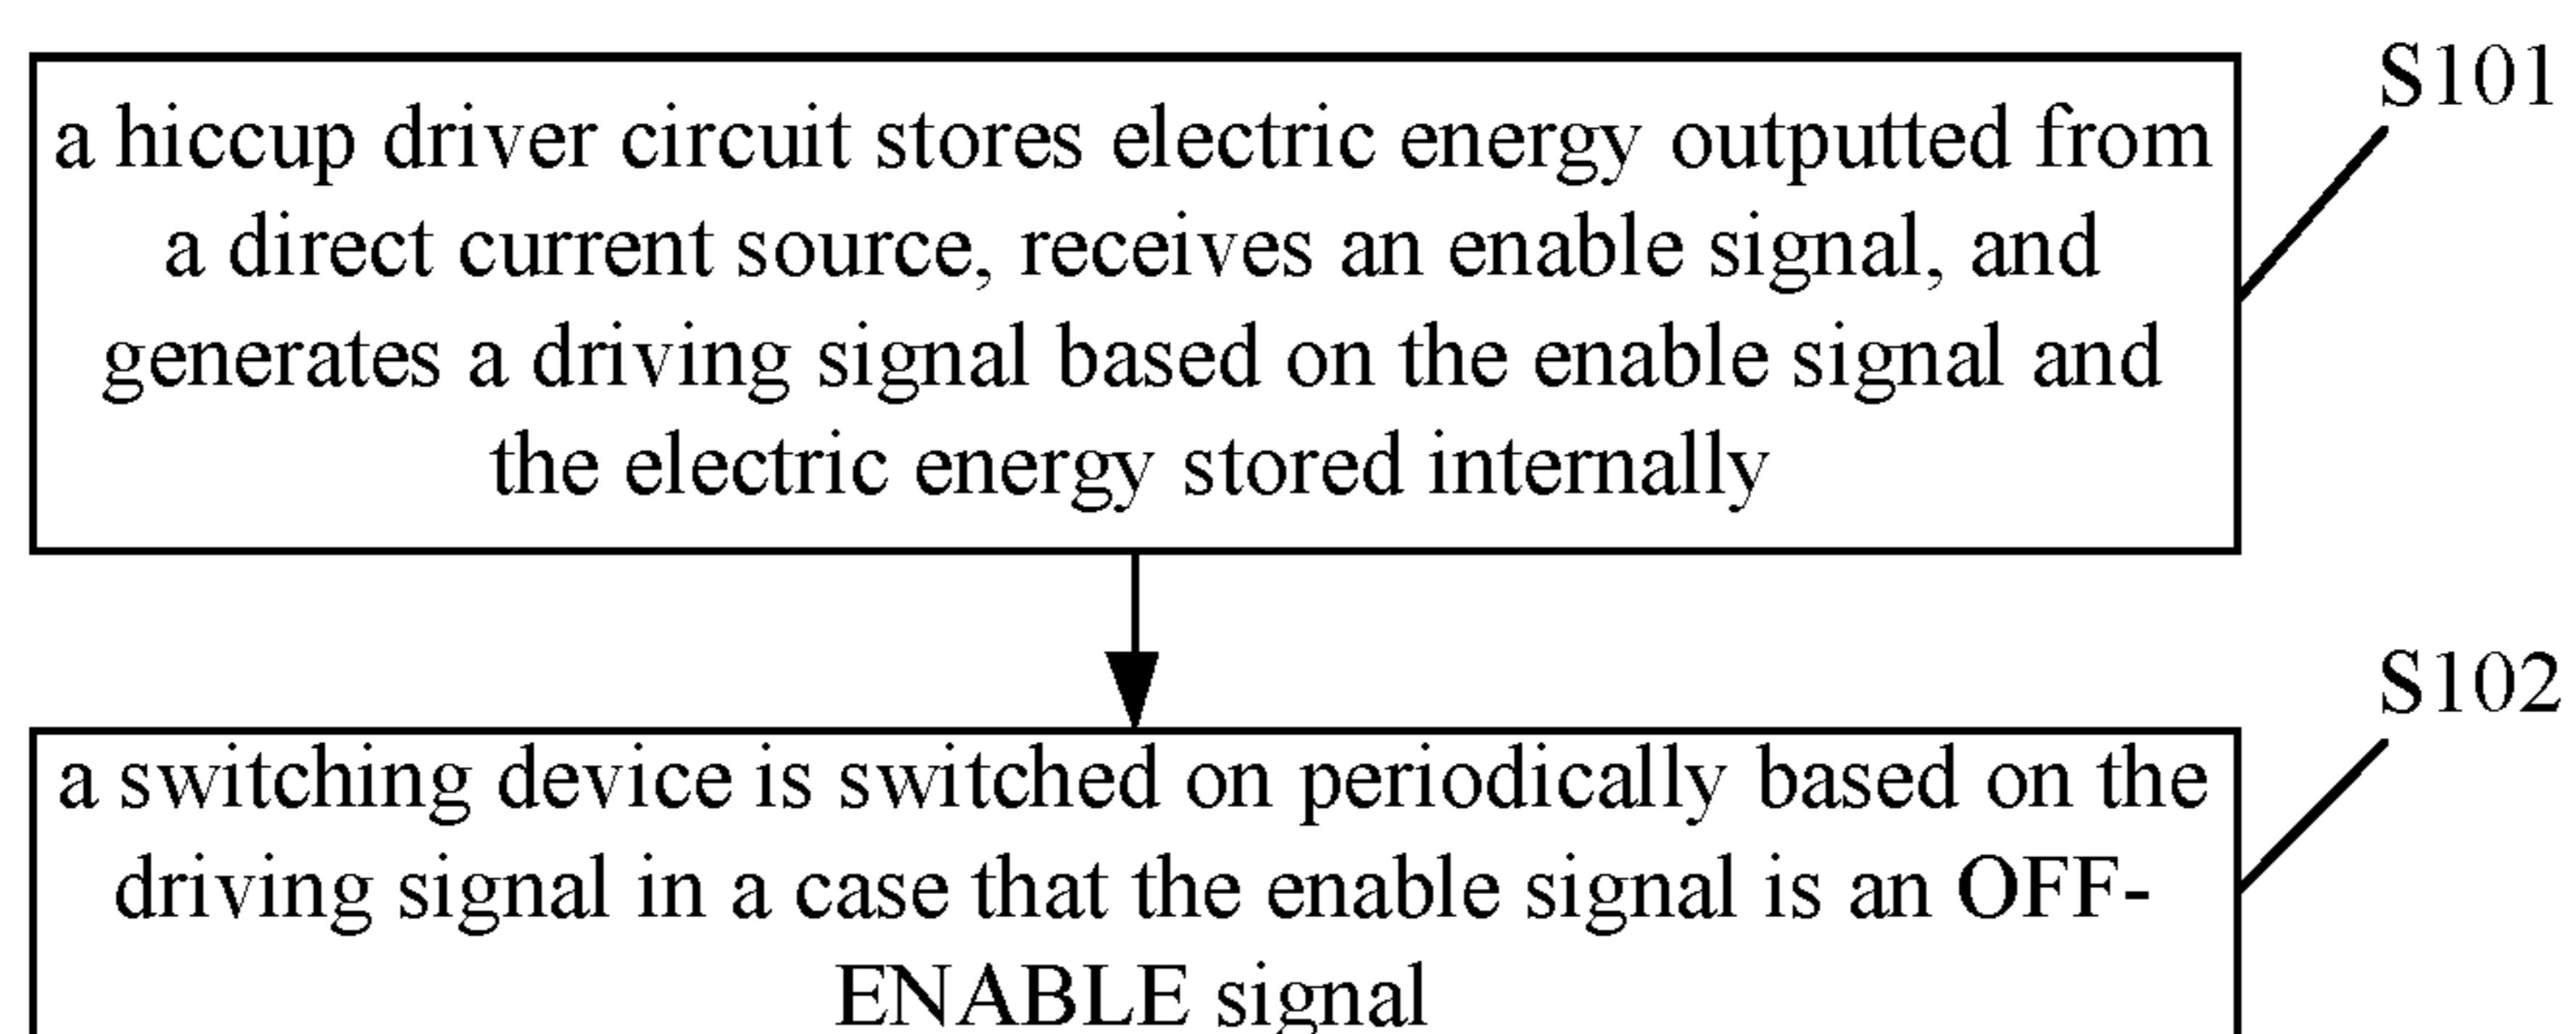 S101
a hiccup driver circuit stores electric energy outputted from
a direct current source, receives an enable signal, and
generates a driving signal based on the enable signal and
the electric energy stored internally
S102
a switching device is switched on periodically based on the
driving signal in a case that the enable signal is an OFF-
ENABLE signal